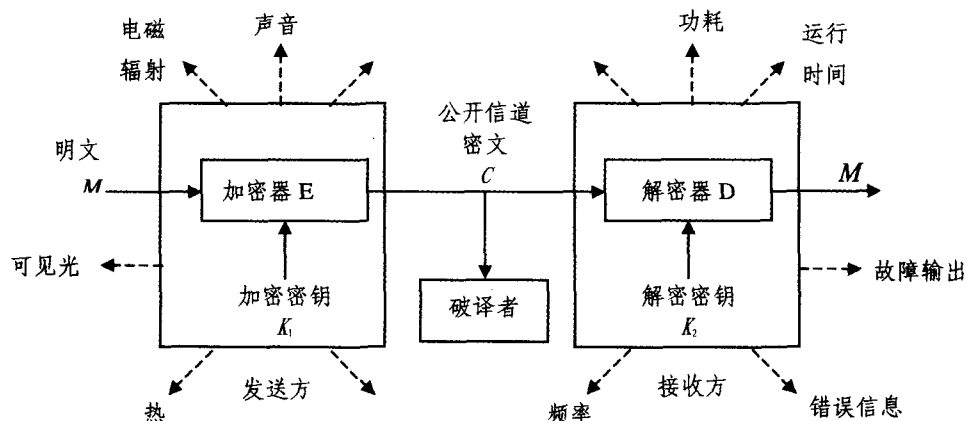 电磁
辐射
声音
功耗
运行
时间
公开信道
密文
C
明文
M
加密器 E
解密器 D
M
可见光
加密密钥
K₁
破译者
解密密钥
K₂
故障输出
热
发送方
频率
接收方
错误信息